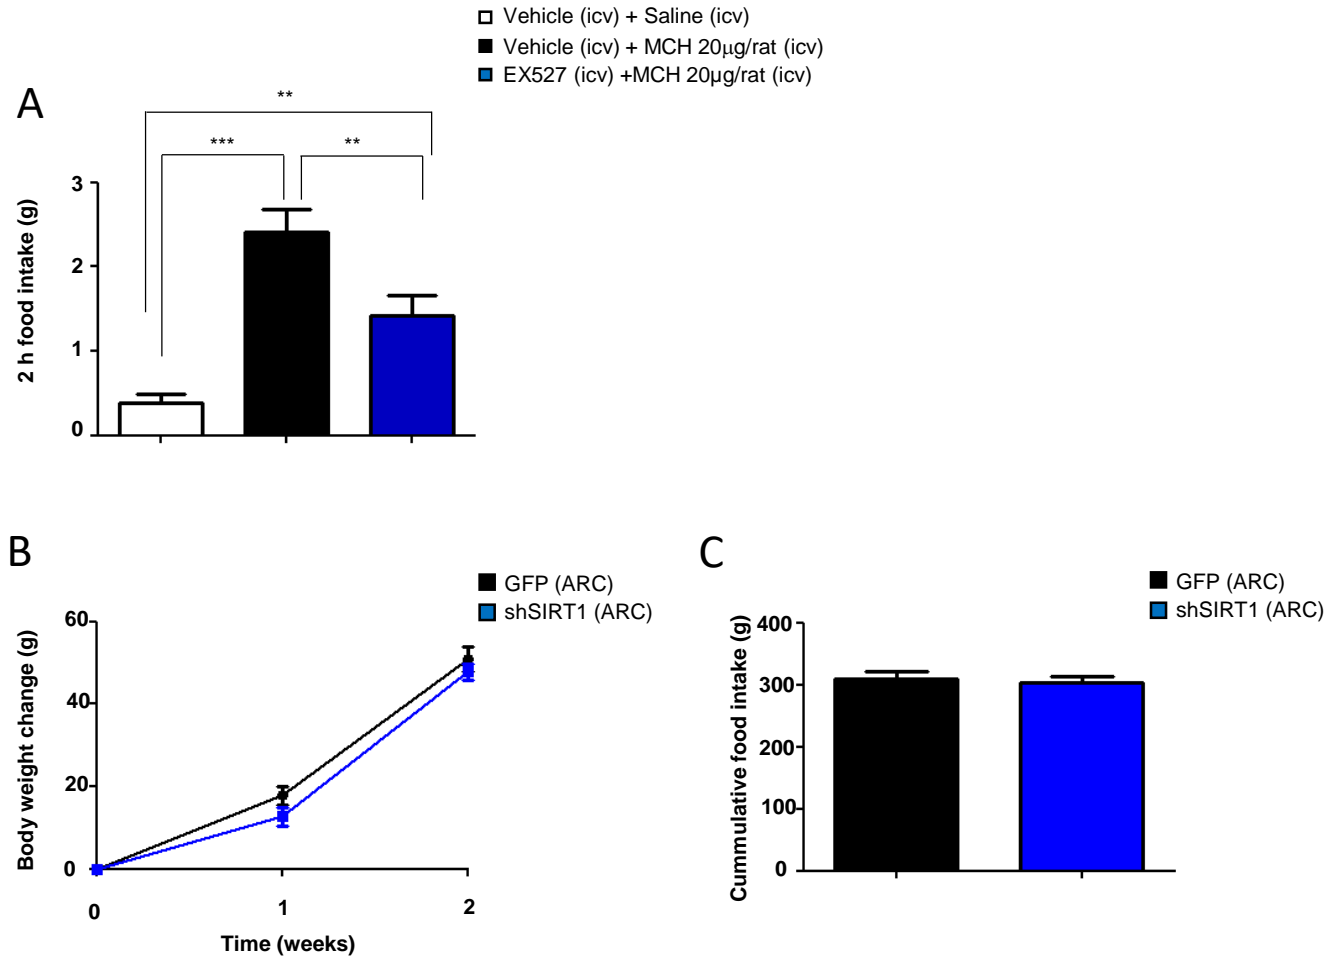 Vehicle (icv) + Saline (icv)
Vehicle (icv) + MCH 20μg/rat (icv)
EX527 (icv) +MCH 20μg/rat (icv)
A
**
***
**
2 h food intake (g)
3
2
1
0
B
GFP (ARC)
shSIRT1 (ARC)
Body weight change (g)
60
40
20
0
0
1
2
Time (weeks)
C
GFP (ARC)
shSIRT1 (ARC)
Cummulative food intake (g)
400
300
200
100
0